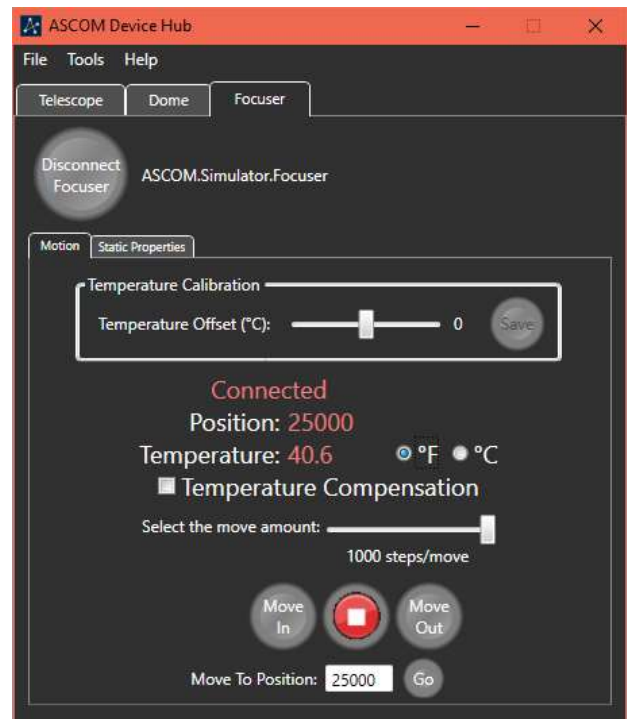 ASCOM Device Hub
File Tools Help
Telescope Dome Focuser
Disconnect
Focuser
ASCOM.Simulator.Focuser
Motion Static Properties
Temperature Calibration
Temperature Offset (°C): 0 Save
Connected
Position: 25000
Temperature: 40.6 °F °C
Temperature Compensation
Select the move amount:
1000 steps/move
Move
In
Move
Out
Move To Position: 25000 Go